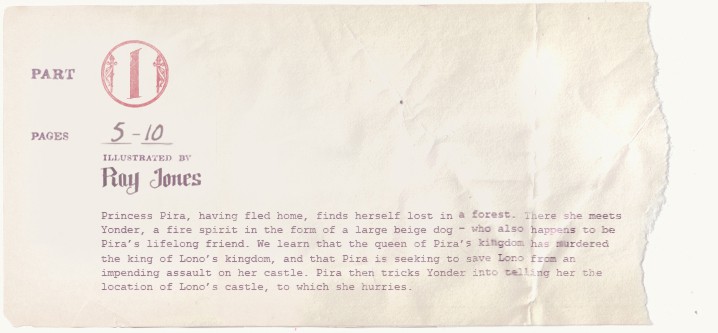 PART 1
PAGES 5-10
ILLUSTRATED BY
Ray Jones
Princess Pira, having fled home, finds herself lost in a forest. There she meets
Yonder, a fire spirit in the form of a large beige dog – who also happens to be
Pira's lifelong friend. We learn that the queen of Pira's kingdom has murdered
the king of Lono's kingdom, and that Pira is seeking to save Lono from an
impending assault on her castle. Pira then tricks Yonder into telling her the
location of Lono's castle, to which she hurries.